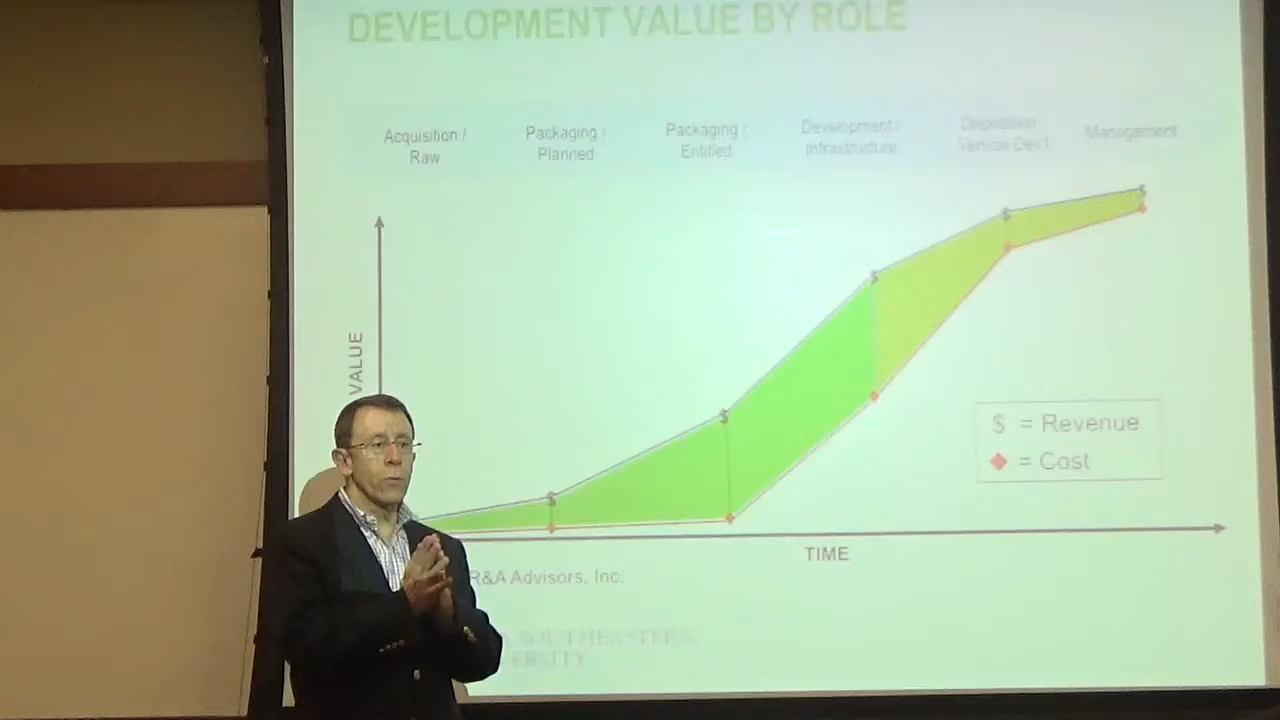 DEVELOPMENT VALUE BY ROLE
Acquisition /
Raw
Packaging /
Planned
Packaging /
Entitled
Development /
Infrastructure
Disposition /
Vertical Dev't
Management
VALUE
$
$
$
$
$
$ = Revenue
= Cost
TIME
R&A Advisors, Inc.
SOUTHEASTERN